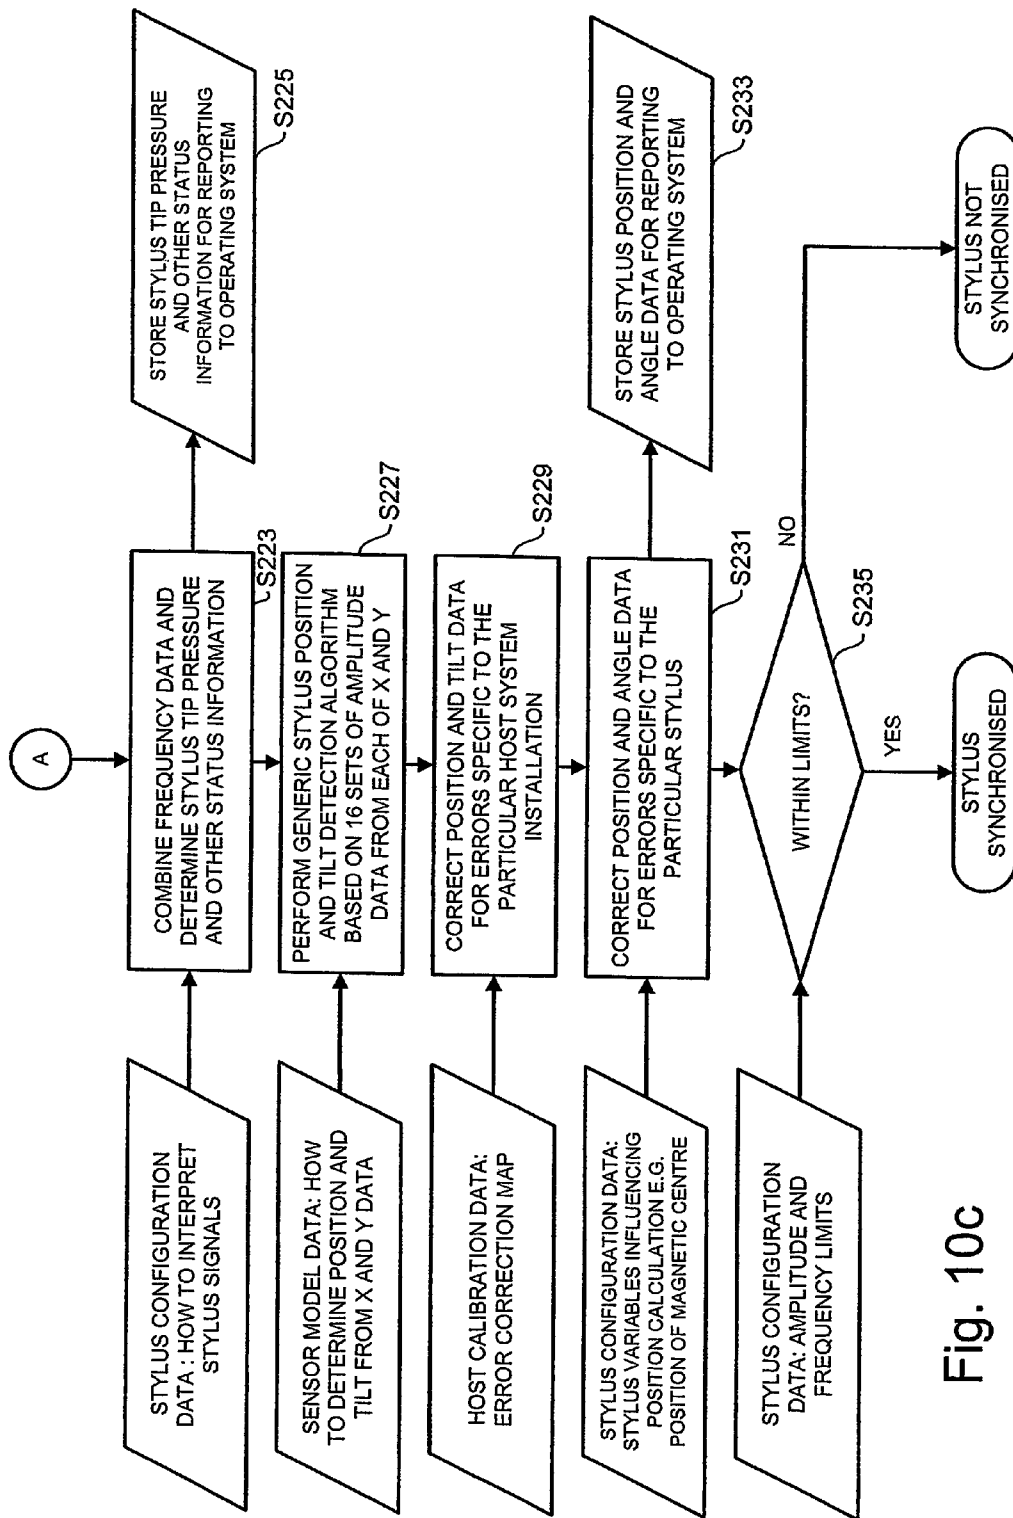 A
STYLUS CONFIGURATION
DATA : HOW TO INTERPRET
STYLUS SIGNALS
COMBINE FREQUENCY DATA AND
DETERMINE STYLUS TIP PRESSURE
AND OTHER STATUS INFORMATION
S223
STORE STYLUS TIP PRESSURE
AND OTHER STATUS
INFORMATION FOR REPORTING
TO OPERATING SYSTEM
S225
SENSOR MODEL DATA: HOW
TO DETERMINE POSITION AND
TILT FROM X AND Y DATA
PERFORM GENERIC STYLUS POSITION
AND TILT DETECTION ALGORITHM
BASED ON 16 SETS OF AMPLITUDE
DATA FROM EACH OF X AND Y
S227
HOST CALIBRATION DATA:
ERROR CORRECTION MAP
CORRECT POSITION AND TILT DATA
FOR ERRORS SPECIFIC TO THE
PARTICULAR HOST SYSTEM
INSTALLATION
S229
STYLUS CONFIGURATION DATA:
STYLUS VARIABLES INFLUENCING
POSITION CALCULATION E.G.
POSITION OF MAGNETIC CENTRE
CORRECT POSITION AND ANGLE DATA
FOR ERRORS SPECIFIC TO THE
PARTICULAR STYLUS
S231
STORE STYLUS POSITION AND
ANGLE DATA FOR REPORTING
TO OPERATING SYSTEM
S233
STYLUS CONFIGURATION
DATA: AMPLITUDE AND
FREQUENCY LIMITS
WITHIN LIMITS?
S235
NO
YES
STYLUS
SYNCHRONISED
STYLUS NOT
SYNCHRONISED
Fig. 10c